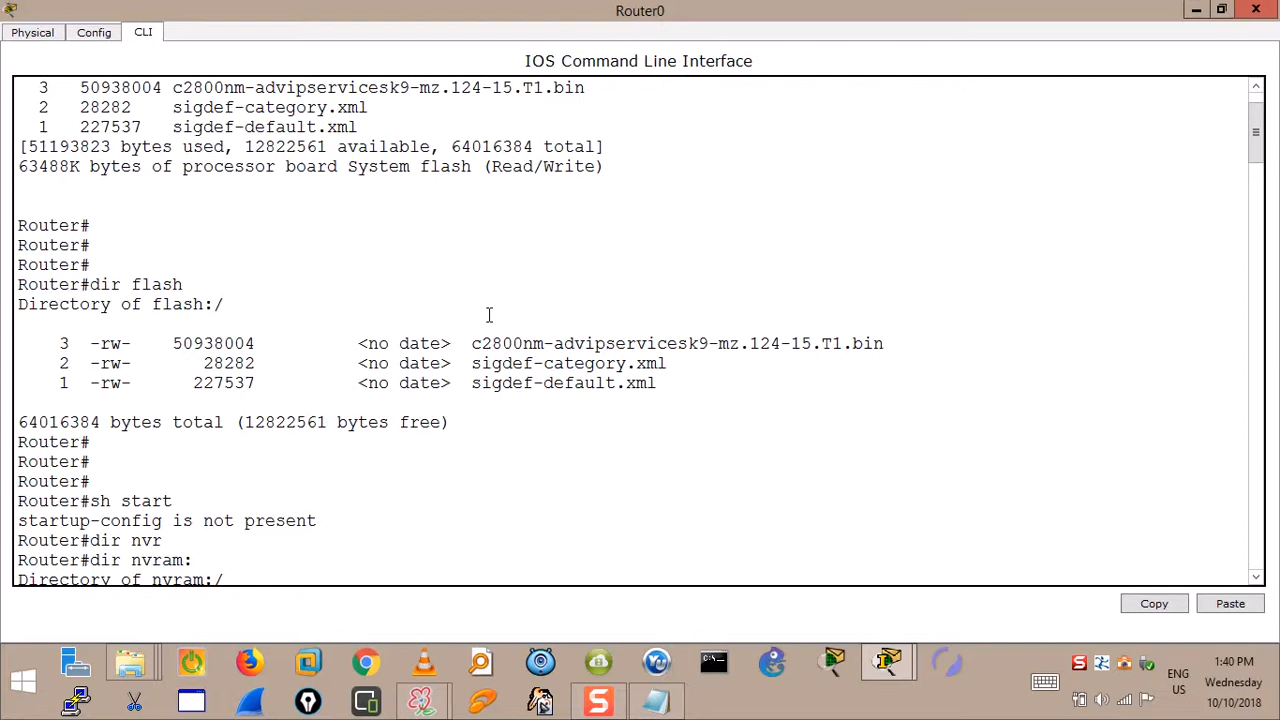 Router0
Physical Config CLI
IOS Command Line Interface
3 50938004 c2800nm-advipservicesk9-mz.124-15.T1.bin
2 28282 sigdef-category.xml
1 227537 sigdef-default.xml
[51193823 bytes used, 12822561 available, 64016384 total]
63488K bytes of processor board System flash (Read/Write)
Router#
Router#
Router#
Router#dir flash
Directory of flash:/
3 -rw- 50938004 <no date> c2800nm-advipservicesk9-mz.124-15.T1.bin
2 -rw- 28282 <no date> sigdef-category.xml
1 -rw- 227537 <no date> sigdef-default.xml
64016384 bytes total (12822561 bytes free)
Router#
Router#
Router#
Router#sh start
startup-config is not present
Router#dir nvr
Router#dir nvram:
Directory of nvram:/
Copy Paste
ENG
US
1:40 PM
Wednesday
10/10/2018